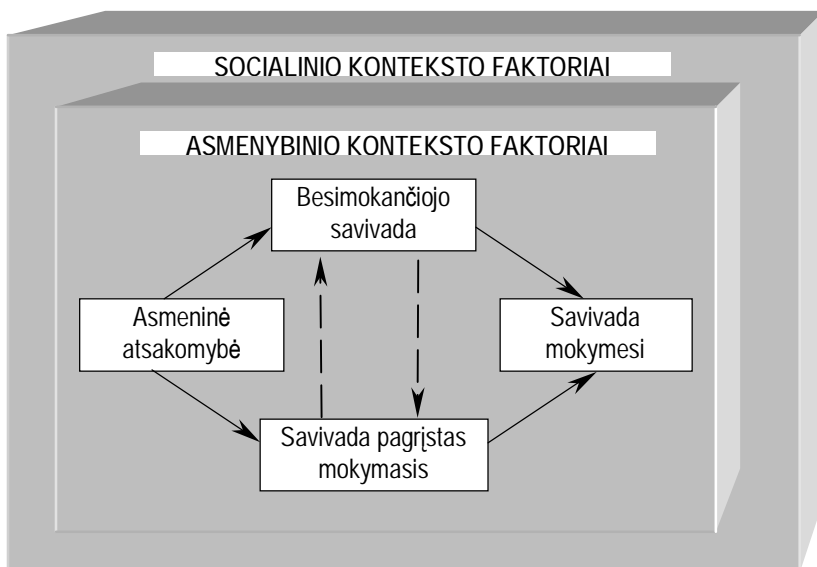 SOCIALINIO KONTEKSTO FAKTORIAI
ASMENYBINIO KONTEKSTO FAKTORIAI
Besimokančiojo
savivada
Asmeninė
atsakomybė
Savivada
mokymesi
Savivada pagrįstas
mokymasis